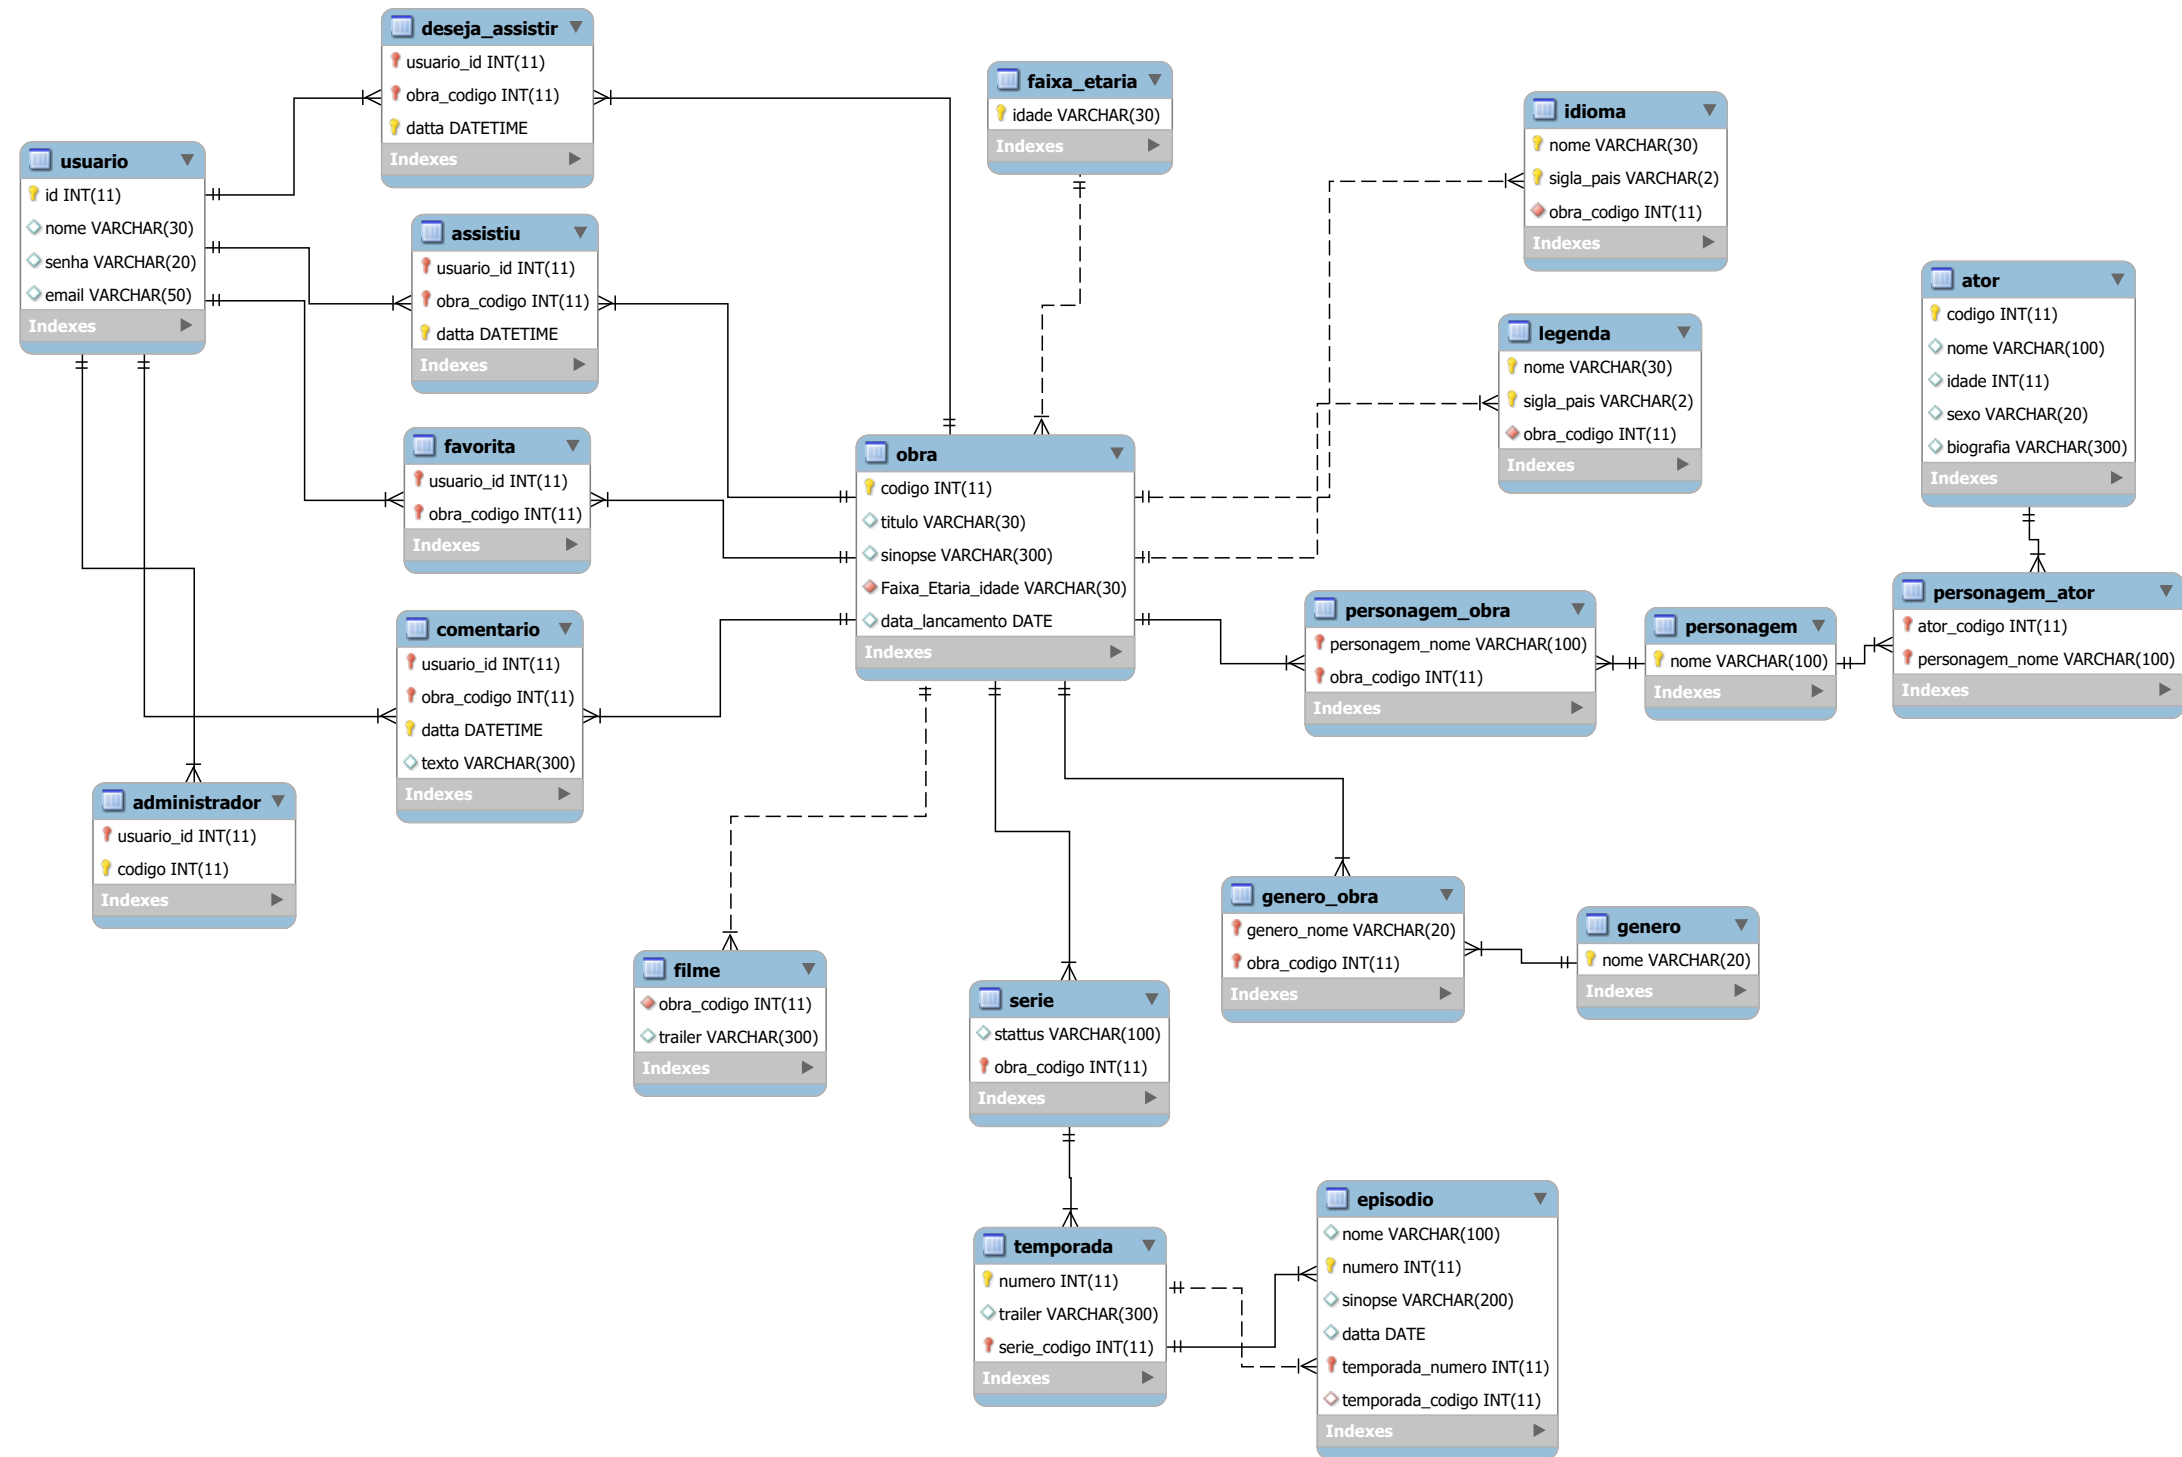 deseja_assistir
usuario_id INT(11)
obra_codigo INT(11)
datta DATETIME
Indexes
faixa_etaria
idade VARCHAR(30)
Indexes
idioma
nome VARCHAR(30)
sigla_pais VARCHAR(2)
obra_codigo INT(11)
Indexes
usuario
id INT(11)
nome VARCHAR(30)
senha VARCHAR(20)
email VARCHAR(50)
Indexes
assistiu
usuario_id INT(11)
obra_codigo INT(11)
datta DATETIME
Indexes
ator
codigo INT(11)
nome VARCHAR(100)
idade INT(11)
sexo VARCHAR(20)
biografia VARCHAR(300)
Indexes
legenda
nome VARCHAR(30)
sigla_pais VARCHAR(2)
obra_codigo INT(11)
Indexes
favorita
usuario_id INT(11)
obra_codigo INT(11)
Indexes
obra
codigo INT(11)
titulo VARCHAR(30)
sinopse VARCHAR(300)
Faixa_Etaria_idade VARCHAR(30)
data_lancamento DATE
Indexes
personagem_obra
personagem_nome VARCHAR(100)
obra_codigo INT(11)
Indexes
personagem
nome VARCHAR(100)
Indexes
personagem_ator
ator_codigo INT(11)
personagem_nome VARCHAR(100)
Indexes
comentario
usuario_id INT(11)
obra_codigo INT(11)
datta DATETIME
texto VARCHAR(300)
Indexes
administrador
usuario_id INT(11)
codigo INT(11)
Indexes
genero_obra
genero_nome VARCHAR(20)
obra_codigo INT(11)
Indexes
genero
nome VARCHAR(20)
Indexes
filme
obra_codigo INT(11)
trailer VARCHAR(300)
Indexes
serie
stattus VARCHAR(100)
obra_codigo INT(11)
Indexes
temporada
numero INT(11)
trailer VARCHAR(300)
serie_codigo INT(11)
Indexes
episodio
nome VARCHAR(100)
numero INT(11)
sinopse VARCHAR(200)
datta DATE
temporada_numero INT(11)
temporada_codigo INT(11)
Indexes